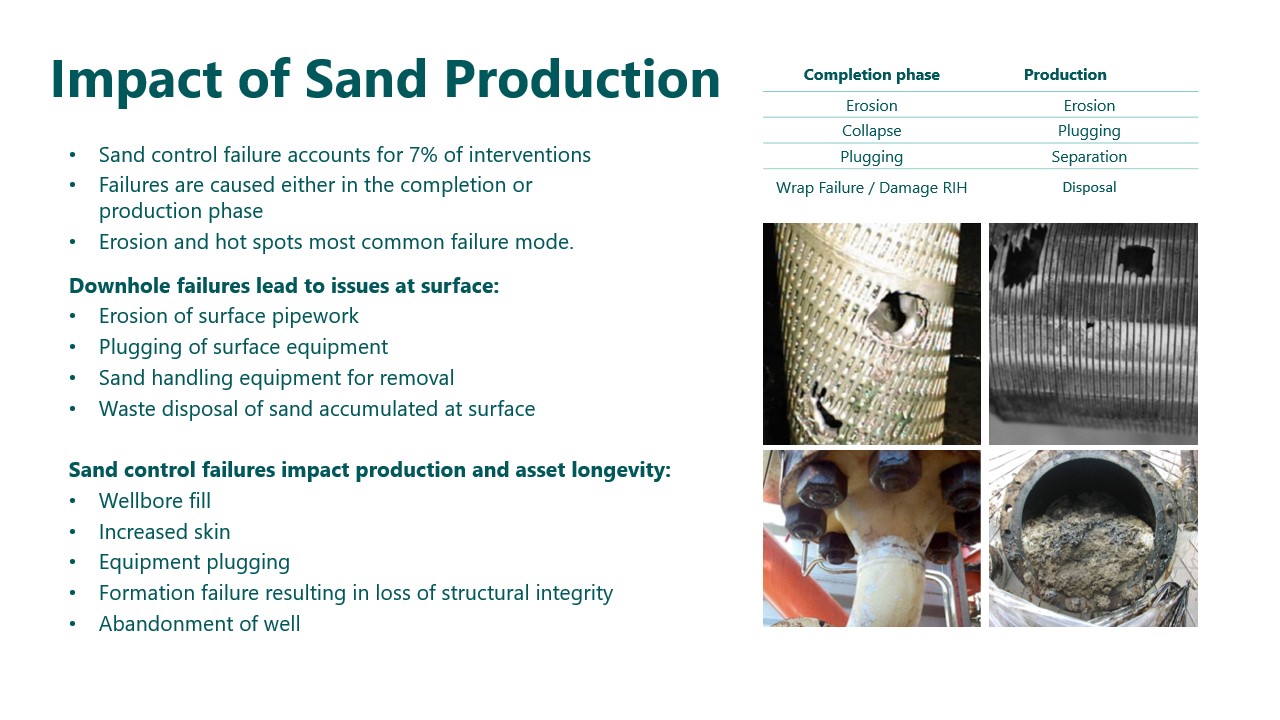 Impact of Sand Production
• Sand control failure accounts for 7% of interventions
• Failures are caused either in the completion or
production phase
• Erosion and hot spots most common failure mode.
Downhole failures lead to issues at surface:
• Erosion of surface pipework
• Plugging of surface equipment
• Sand handling equipment for removal
• Waste disposal of sand accumulated at surface
Sand control failures impact production and asset longevity:
• Wellbore fill
• Increased skin
• Equipment plugging
• Formation failure resulting in loss of structural integrity
• Abandonment of well
Completion phase Production
Erosion Erosion
Collapse Plugging
Plugging Separation
Wrap Failure / Damage RIH Disposal